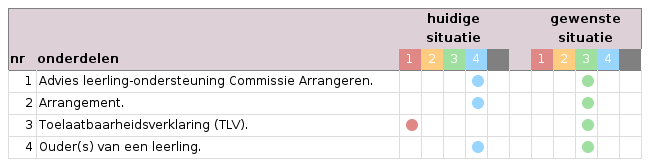 huidige gewenste
situatie situatie
nr onderdelen 1 2 3 4 1 2 3 4
1 Advies leerling-ondersteuning Commissie Arrangeren.
2 Arrangement.
3 Toelaatbaarheidsverklaring (TLV).
4 Ouder(s) van een leerling.